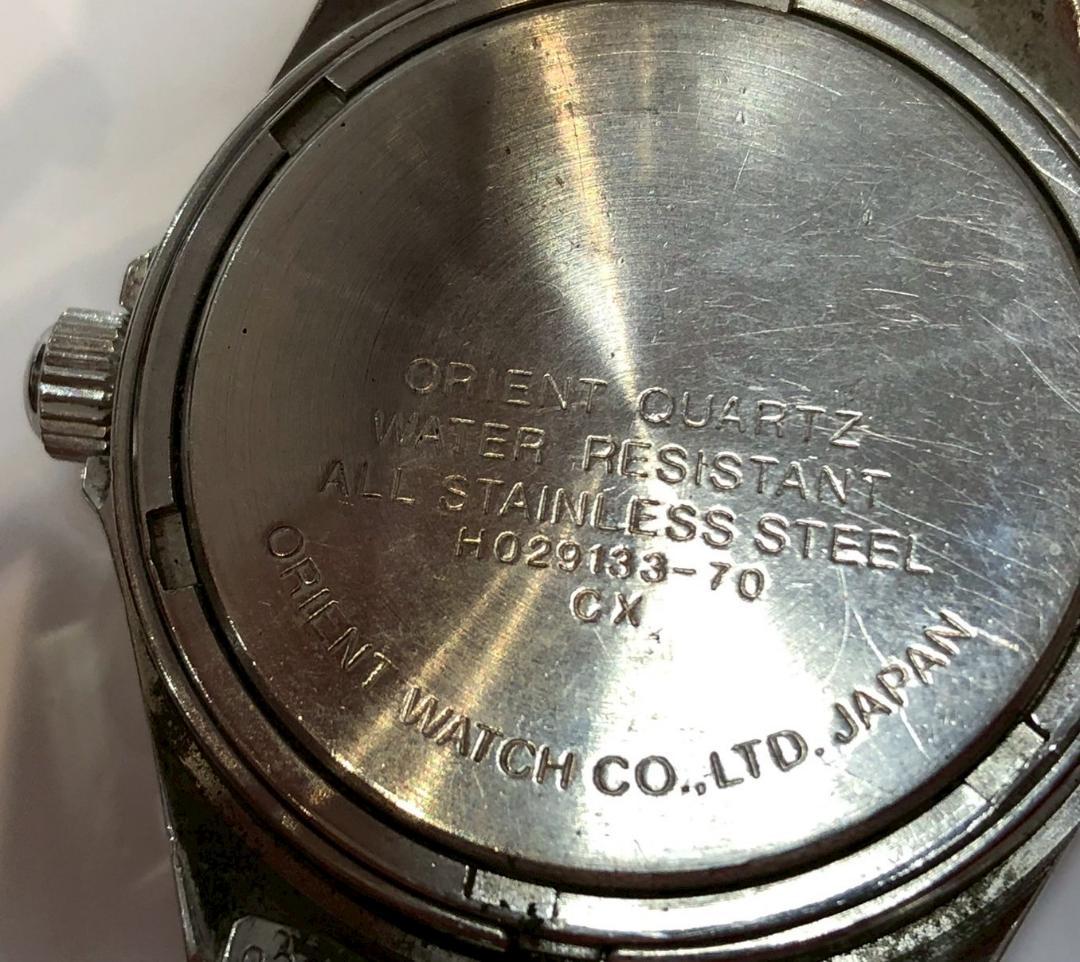 ORIENT QUARTZ
WATER RESISTANT
ALL STAINLESS STEEL
H029133-70
CX
ORIENT WATCH CO.,LTD. JAPAN